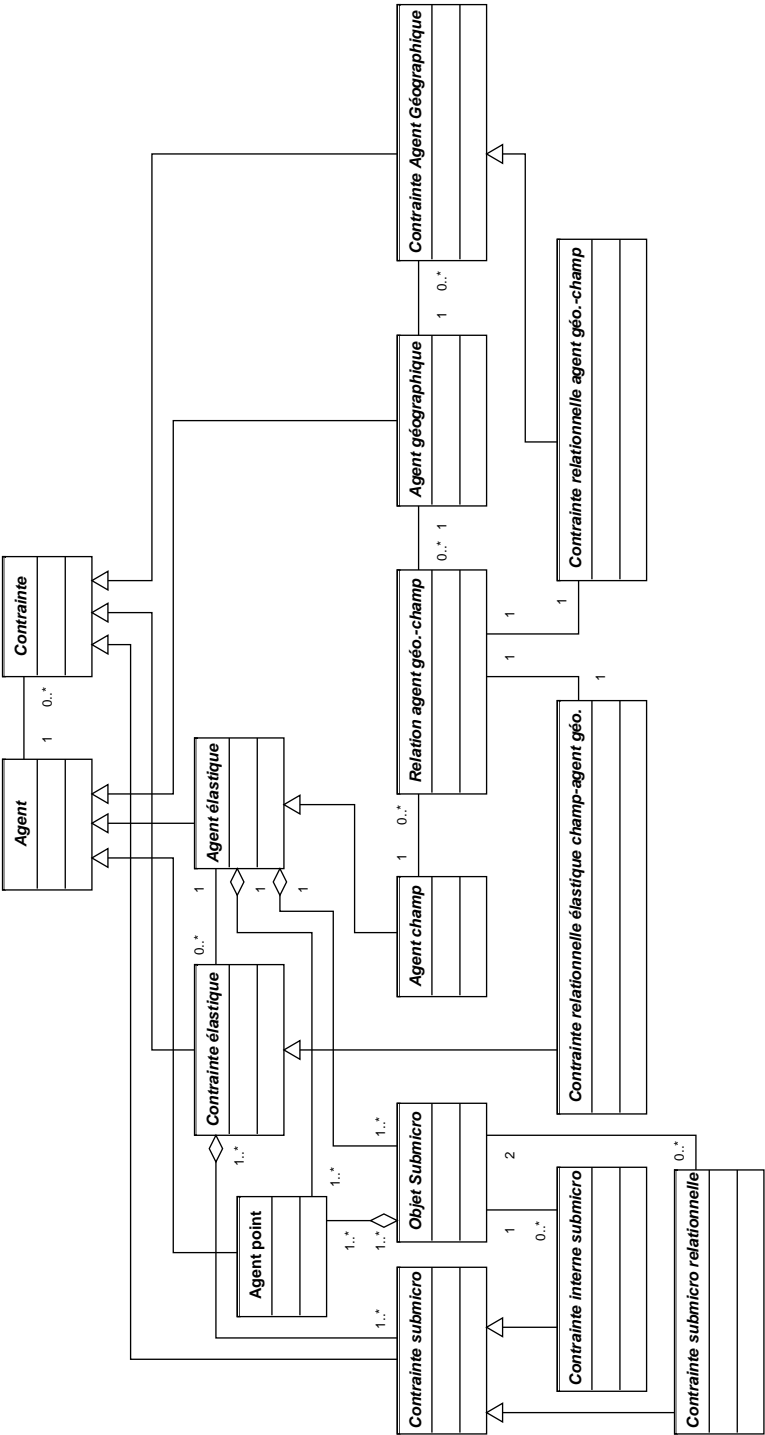 Agent
1
0..*
Contrainte
Contrainte élastique
0..*
1
Agent élastique
1
1
1..*
Agent point
1..*
1..*
1..*
Contrainte submicro
1..*
Objet Submicro
1..*
Agent champ
1
0..*
Relation agent géo.-champ
0..*
1
Agent géographique
1
0..*
Contrainte Agent Géographique
1
0..*
2
0..*
1
1
1
1
Contrainte interne submicro
Contrainte relationnelle élastique champ-agent géo.
Contrainte relationnelle agent géo.-champ
Contrainte submicro relationnelle